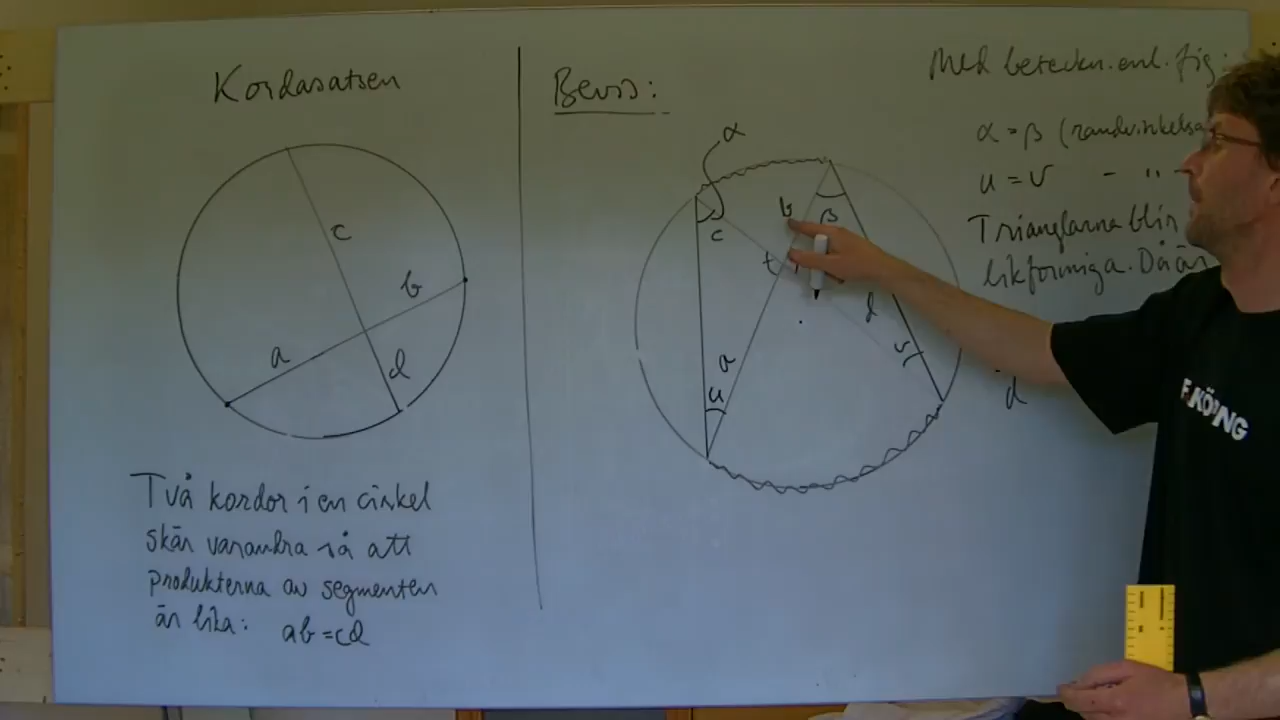 Kordasatsen
c
b
a
d
Två kordor i en cirkel
skär varandra så att
produkterna av segmenten
är lika: ab=cd
Bevis:
α
b
β
c
t
d
v
a
u
Med beteckn. enl. fig:
α = β (randvinkelsa
u = v - " -
Trianglarna blir
likformiga. Då är
d
KÖPING